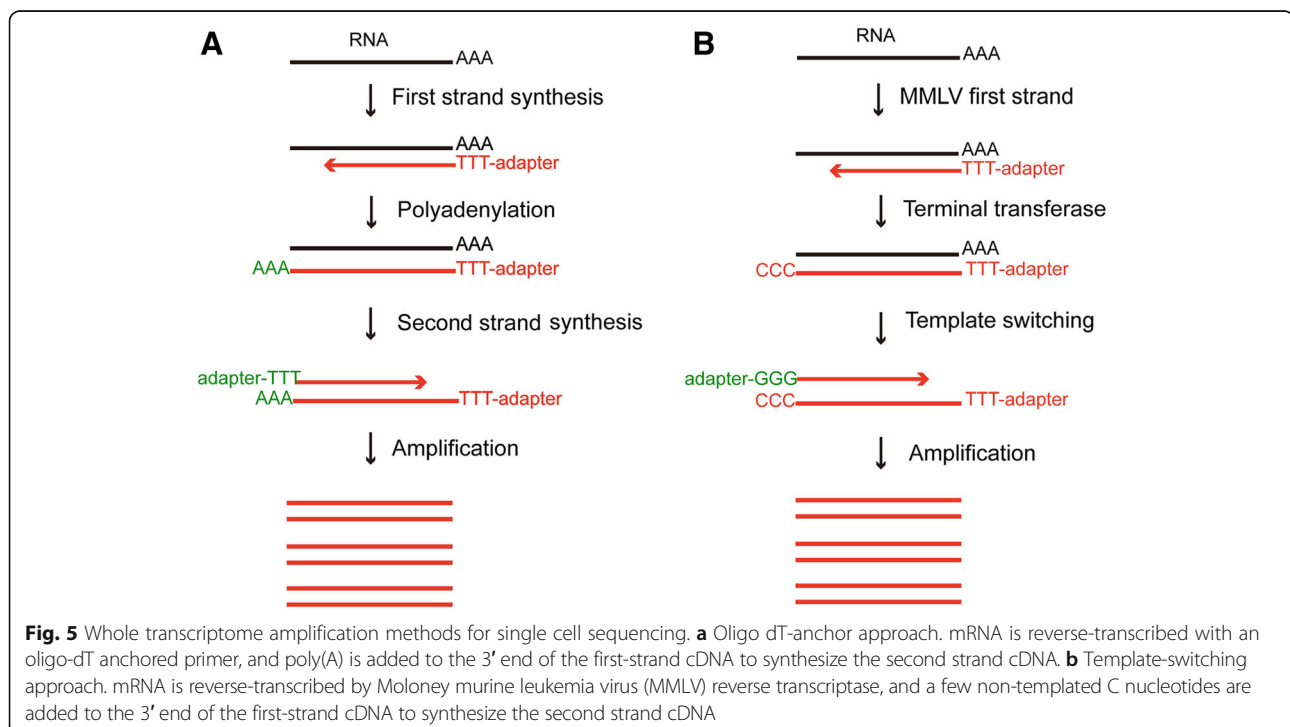 A
RNA
AAA
First strand synthesis
AAA
TTT-adapter
Polyadenylation
AAA
AAA
TTT-adapter
Second strand synthesis
adapter-TTT
AAA
TTT-adapter
Amplification
B
RNA
AAA
MMLV first strand
AAA
TTT-adapter
Terminal transferase
AAA
CCC
TTT-adapter
Template switching
adapter-GGG
CCC
TTT-adapter
Amplification
Fig. 5 Whole transcriptome amplification methods for single cell sequencing. a Oligo dT-anchor approach. mRNA is reverse-transcribed with an
oligo-dT anchored primer, and poly(A) is added to the 3′ end of the first-strand cDNA to synthesize the second strand cDNA. b Template-switching
approach. mRNA is reverse-transcribed by Moloney murine leukemia virus (MMLV) reverse transcriptase, and a few non-templated C nucleotides are
added to the 3′ end of the first-strand cDNA to synthesize the second strand cDNA